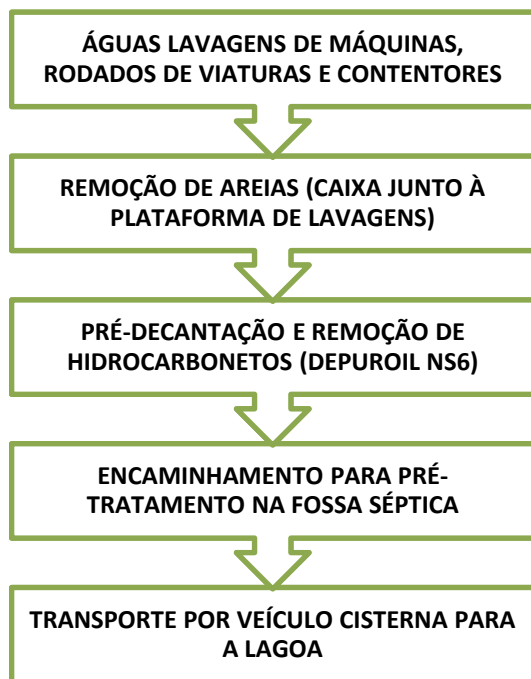 ÁGUAS LAVAGENS DE MÁQUINAS,
RODADOS DE VIATURAS E CONTENTORES
REMOÇÃO DE AREIAS (CAIXA JUNTO À
PLATAFORMA DE LAVAGENS)
PRÉ-DECANTAÇÃO E REMOÇÃO DE
HIDROCARBONETOS (DEPUROIL NS6)
ENCAMINHAMENTO PARA PRÉ-
TRATAMENTO NA FOSSA SÉPTICA
TRANSPORTE POR VEÍCULO CISTERNA PARA
A LAGOA